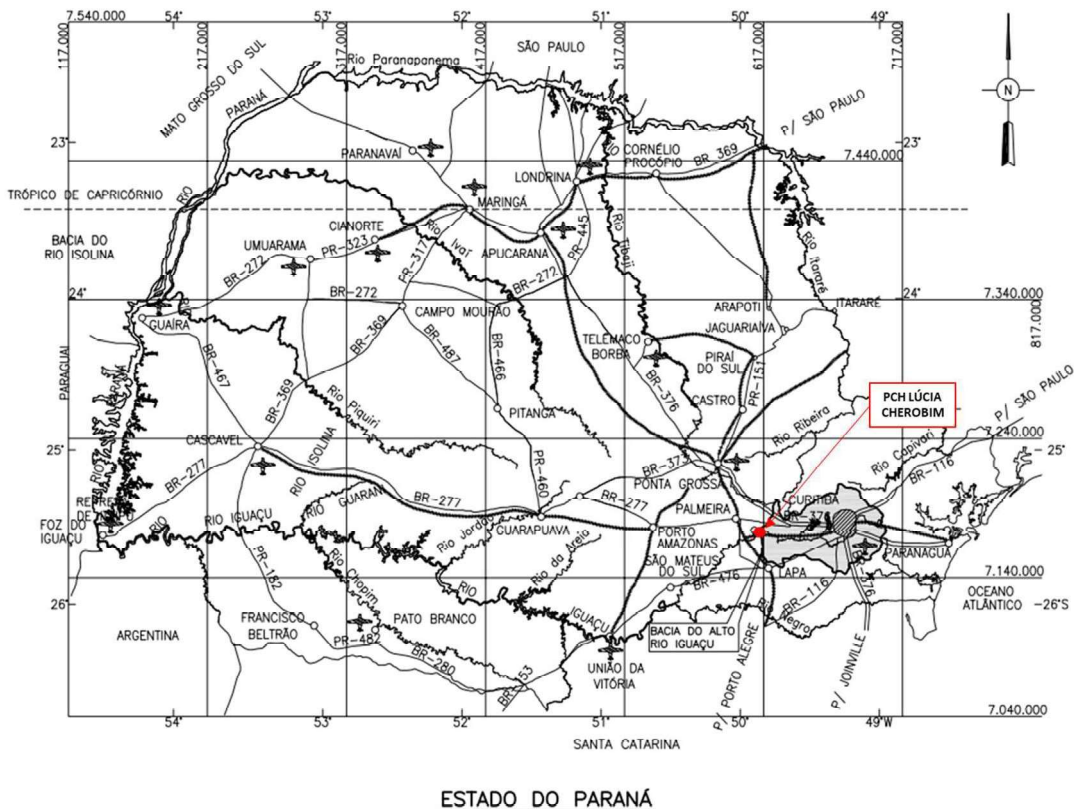 7.540.000
54°
53°
52°
51°
50°
49°
117.000
217.000
317.000
417.000
517.000
617.000
717.000
SÃO PAULO
Rio Paranapanema
MATO GROSSO DO SUL
PARANÁ
RIO
P/ SÃO PAULO
N
23°
PARANAVAÍ
CORNÉLIO
PROCÓPIO
BR 369
7.440.000
LONDRINA
TRÓPICO DE CAPRICÓRNIO
MARINGÁ
CIANORTE
Rio Ivaí
PR-445
Rio Tibaji
Rio Itararé
BACIA DO
RIO ISOLINA
UMUARAMA
PR-323
PR-317
APUCARANA
BR-272
BR-272
BR-272
24°
24°
7.340.000
817.000
GUAÍRA
CAMPO MOURÃO
ARAPOTI
ITARARÉ
JAGUARIAÍVA
PARAGUAI
BR-467
BR-369
BR-369
BR-487
BR-466
TELEMACO
BORBA
PIRAÍ
DO SUL
PR-151
BR-376
CASTRO
PCH LÚCIA
CHEROBIM
PITANGA
Rio Piquiri
Rio Ribeiro
P/ SÃO PAULO
7.240.000
25°
- 25°
CASCAVEL
RIO ISOLINA
BR-277
BR-277
BR-277
PR-460
BR-373
PONTA GROSSA
Rio Capivari
BR-116
CURITIBA
RIO GUARANI
FOZ DO
IGUAÇU
RIO
RIO IGUAÇU
Rio Jordão
GUARAPUAVA
PALMEIRA
PORTO
AMAZONAS
PARANAGUÁ
SÃO MATEUS
DO SUL
LAPA
BR-376
BR-476
BR-116
7.140.000
PR-182
Rio Chopim
RIO
Rio da Areia
IGUAÇU
26°
OCEANO
ATLÂNTICO
-26°S
ARGENTINA
FRANCISCO
BELTRÃO
PATO BRANCO
PR-482
BR-280
BR-153
UNIÃO DA
VITÓRIA
BACIA DO ALTO
RIO IGUAÇU
Rio Negro
P/ PORTO ALEGRE
P/ JOINVILLE
54°
53°
52°
51°
50°
49°W
7.040.000
SANTA CATARINA
ESTADO DO PARANÁ